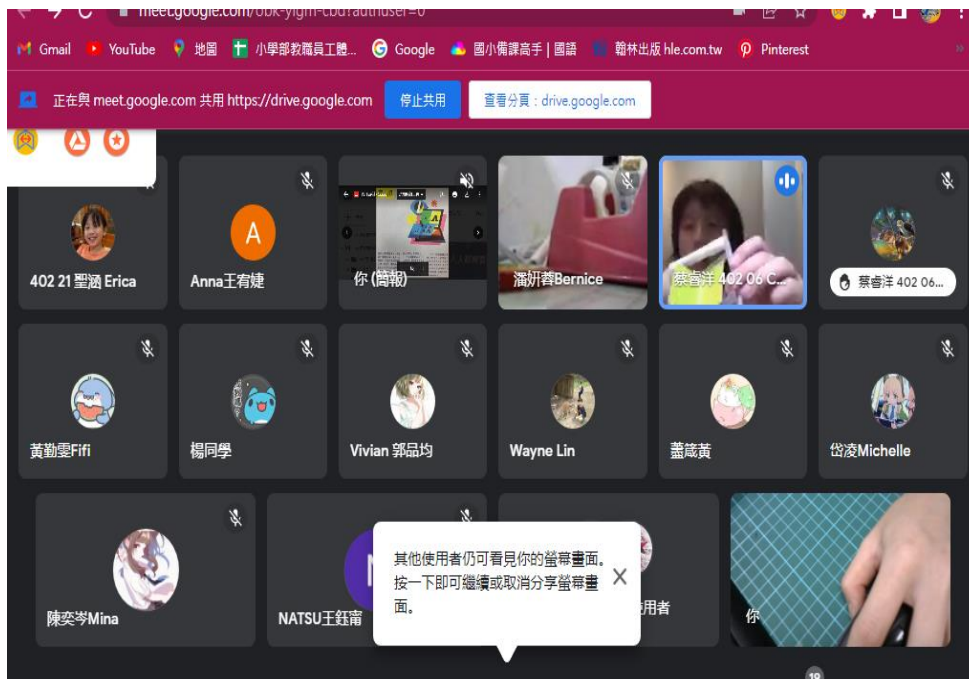 meet.google.com/obk-yigm-cbd?authuser=0
Gmail YouTube 地圖 小學部教職員工體... Google 國小備課高手 | 國語 翰林出版 hle.com.tw Pinterest
正在與 meet.google.com 共用 https://drive.google.com 停止共用 查看分頁：drive.google.com
402 21 聖涵 Erica
A
Anna王宥婕
你 (簡報)
潘妍蓉Bernice
蔡睿洋 402 06 C...
蔡睿洋 402 06...
黃勤雯Fifi
楊同學
Vivian 郭品均
Wayne Lin
蕭箴黃
岱凌Michelle
陳奕岑Mina
NATSU王鈺甯
用者
你
其他使用者仍可看見你的螢幕畫面。
按一下即可繼續或取消分享螢幕畫
面。